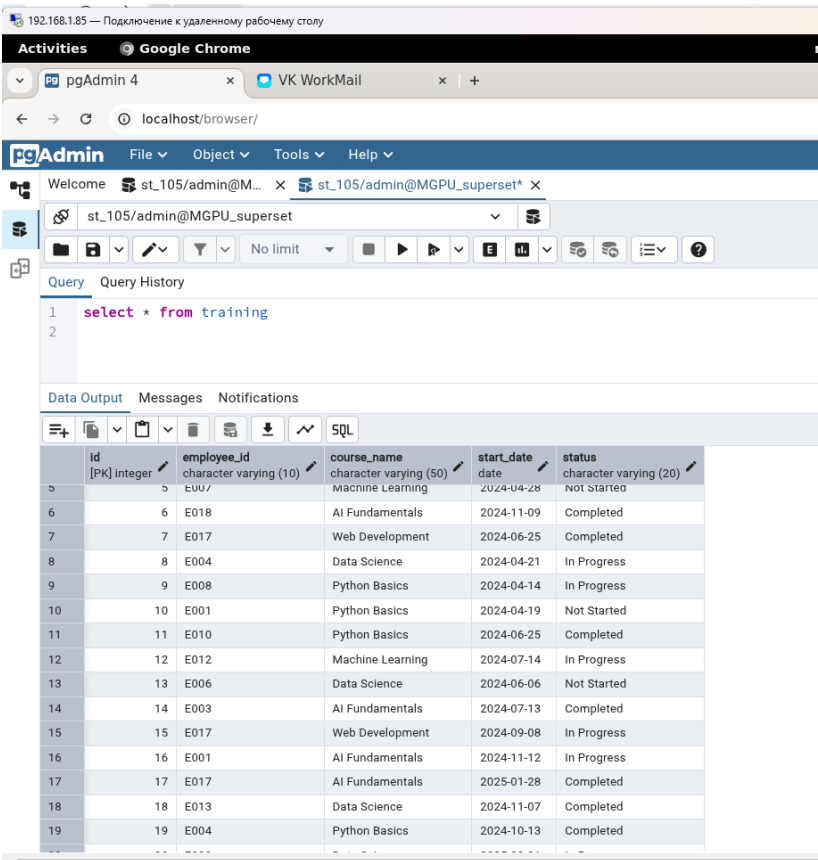 192.168.1.85 — Подключение к удаленному рабочему столу
Activities Google Chrome
pgAdmin 4 × VK WorkMail × +
localhost/browser/
pgAdmin File Object Tools Help
Welcome st_105/admin@M... × st_105/admin@MGPU_superset* ×
st_105/admin@MGPU_superset
No limit E ?
Query Query History
1 select * from training
2
Data Output Messages Notifications
SQL
id employee_id course_name start_date status
[PK] integer character varying (10) character varying (50) date character varying (20)
5 5 E007 Machine Learning 2024-04-28 Not Started
6 6 E018 AI Fundamentals 2024-11-09 Completed
7 7 E017 Web Development 2024-06-25 Completed
8 8 E004 Data Science 2024-04-21 In Progress
9 9 E008 Python Basics 2024-04-14 In Progress
10 10 E001 Python Basics 2024-04-19 Not Started
11 11 E010 Python Basics 2024-06-25 Completed
12 12 E012 Machine Learning 2024-07-14 In Progress
13 13 E006 Data Science 2024-06-06 Not Started
14 14 E003 AI Fundamentals 2024-07-13 Completed
15 15 E017 Web Development 2024-09-08 In Progress
16 16 E001 AI Fundamentals 2024-11-12 In Progress
17 17 E017 AI Fundamentals 2025-01-28 Completed
18 18 E013 Data Science 2024-11-07 Completed
19 19 E004 Python Basics 2024-10-13 Completed